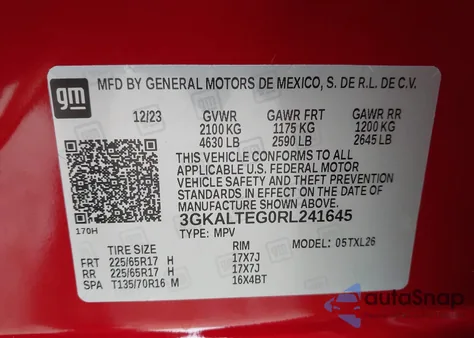 gm
MFD BY GENERAL MOTORS DE MEXICO, S. DE R.L. DE C.V.
12/23 GVWR GAWR FRT GAWR RR
2100 KG 1175 KG 1200 KG
4630 LB 2590 LB 2645 LB
THIS VEHICLE CONFORMS TO ALL
APPLICABLE U.S. FEDERAL MOTOR
VEHICLE SAFETY AND THEFT PREVENTION
STANDARDS IN EFFECT ON THE DATE OF
MANUFACTURE SHOWN ABOVE.
3GKALTEG0RL241645
170H TYPE: MPV MODEL: 05TXL26
TIRE SIZE RIM
FRT 225/65R17 H 17X7J
RR 225/65R17 H 17X7J
SPA T135/70R16 M 16X4BT
autoSnap